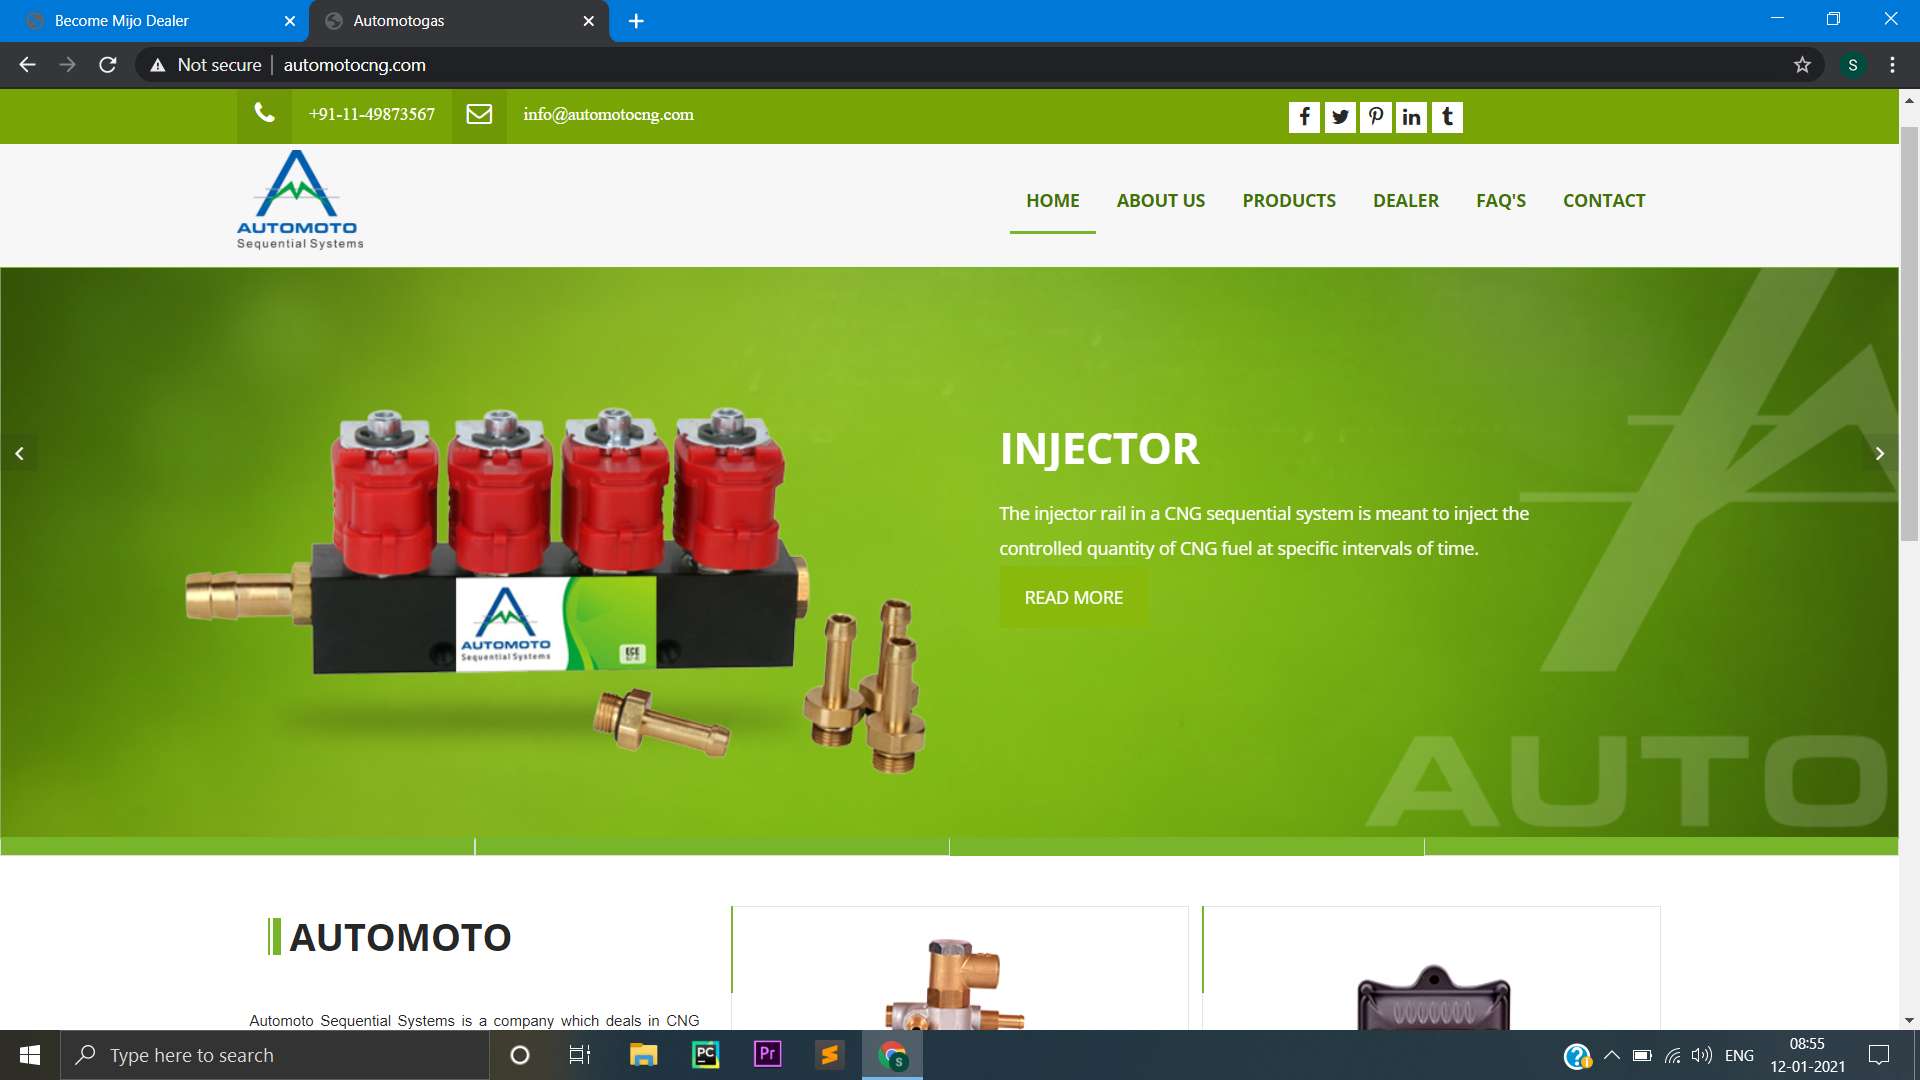 Become Mijo Dealer
Automotogas
Not secure
automotocng.com
S
+91-11-49873567
info@automotocng.com
AUTOMOTO
Sequential Systems
HOME
ABOUT US
PRODUCTS
DEALER
FAQ'S
CONTACT
INJECTOR
The injector rail in a CNG sequential system is meant to inject the
controlled quantity of CNG fuel at specific intervals of time.
READ MORE
AUTOMOTO
Sequential Systems
ECE
AUTO
AUTOMOTO
Automoto Sequential Systems is a company which deals in CNG
Type here to search
PC
Pr
S
ENG
08:55
12-01-2021